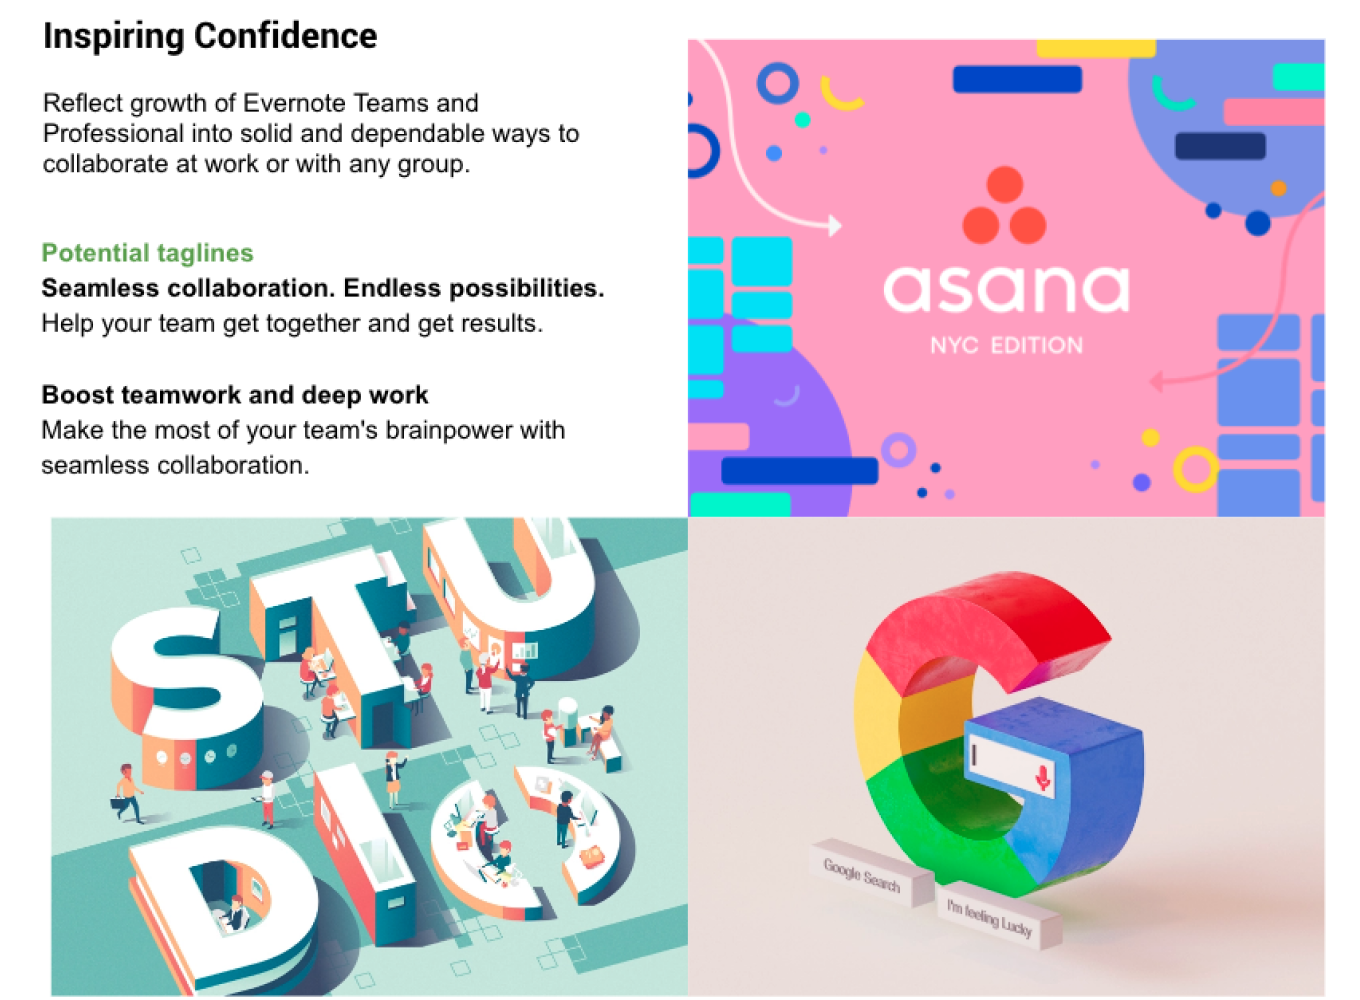 Inspiring Confidence
Reflect growth of Evernote Teams and
Professional into solid and dependable ways to
collaborate at work or with any group.
Potential taglines
Seamless collaboration. Endless possibilities.
Help your team get together and get results.
Boost teamwork and deep work
Make the most of your team's brainpower with
seamless collaboration.
asana
NYC EDITION
STU
DIO
G
Google Search
I'm feeling Lucky